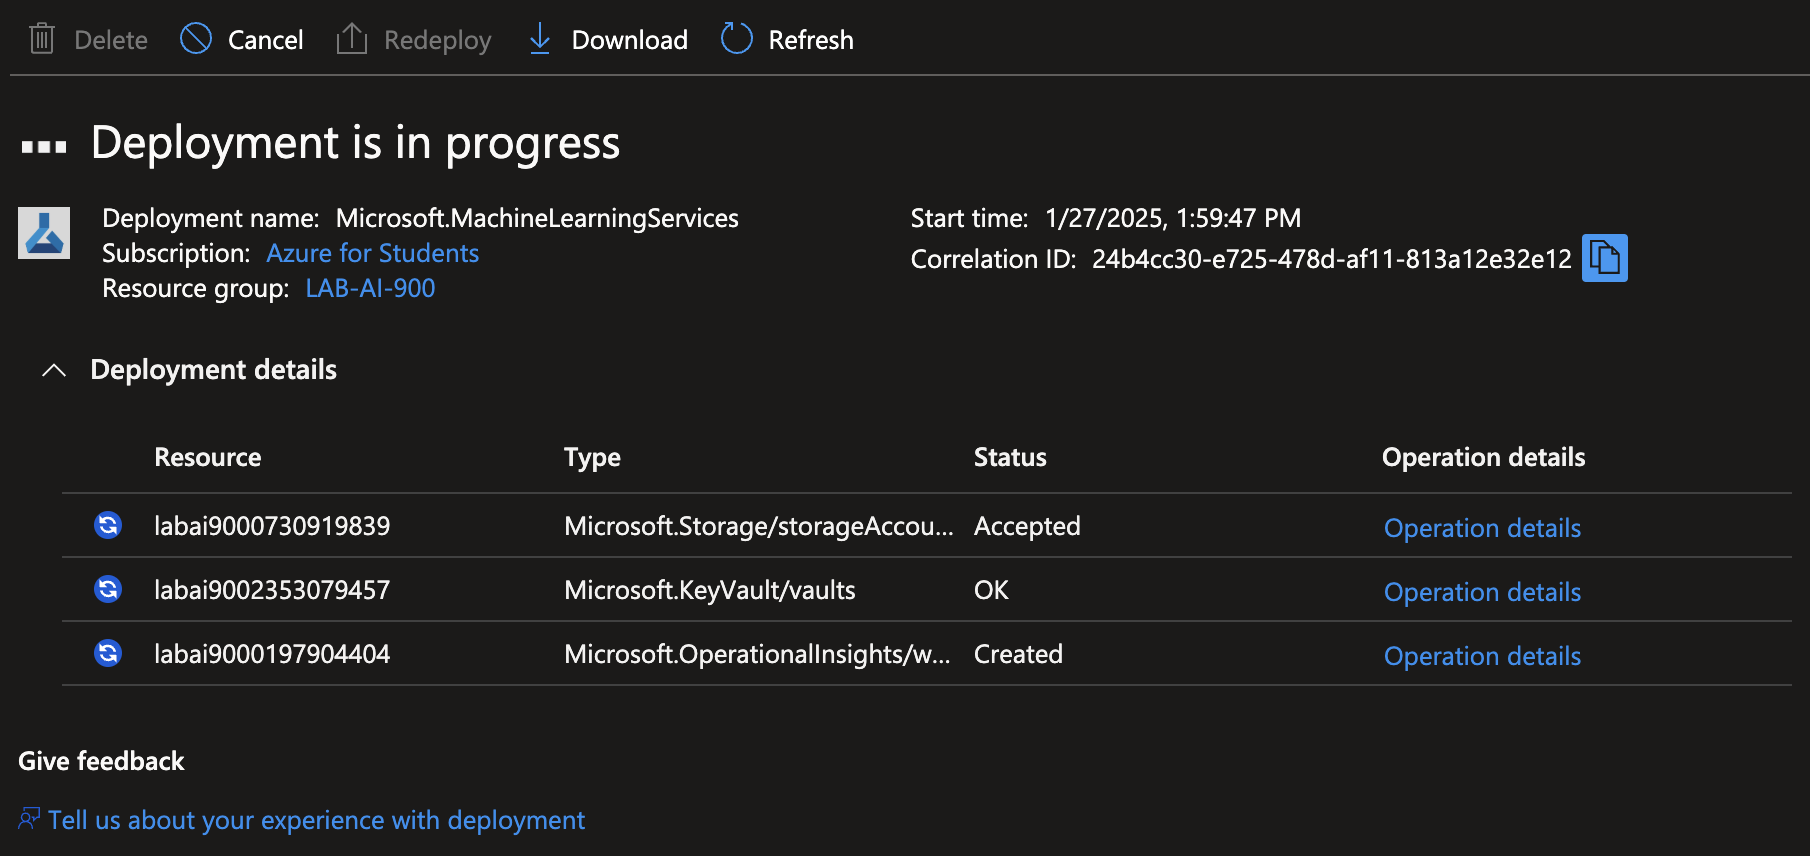 Delete Cancel Redeploy Download Refresh
Deployment is in progress
Deployment name: Microsoft.MachineLearningServices
Subscription: Azure for Students
Resource group: LAB-AI-900
Start time: 1/27/2025, 1:59:47 PM
Correlation ID: 24b4cc30-e725-478d-af11-813a12e32e12
Deployment details
Resource Type Status Operation details
labai9000730919839 Microsoft.Storage/storageAccou... Accepted Operation details
labai9002353079457 Microsoft.KeyVault/vaults OK Operation details
labai9000197904404 Microsoft.OperationalInsights/w... Created Operation details
Give feedback
Tell us about your experience with deployment